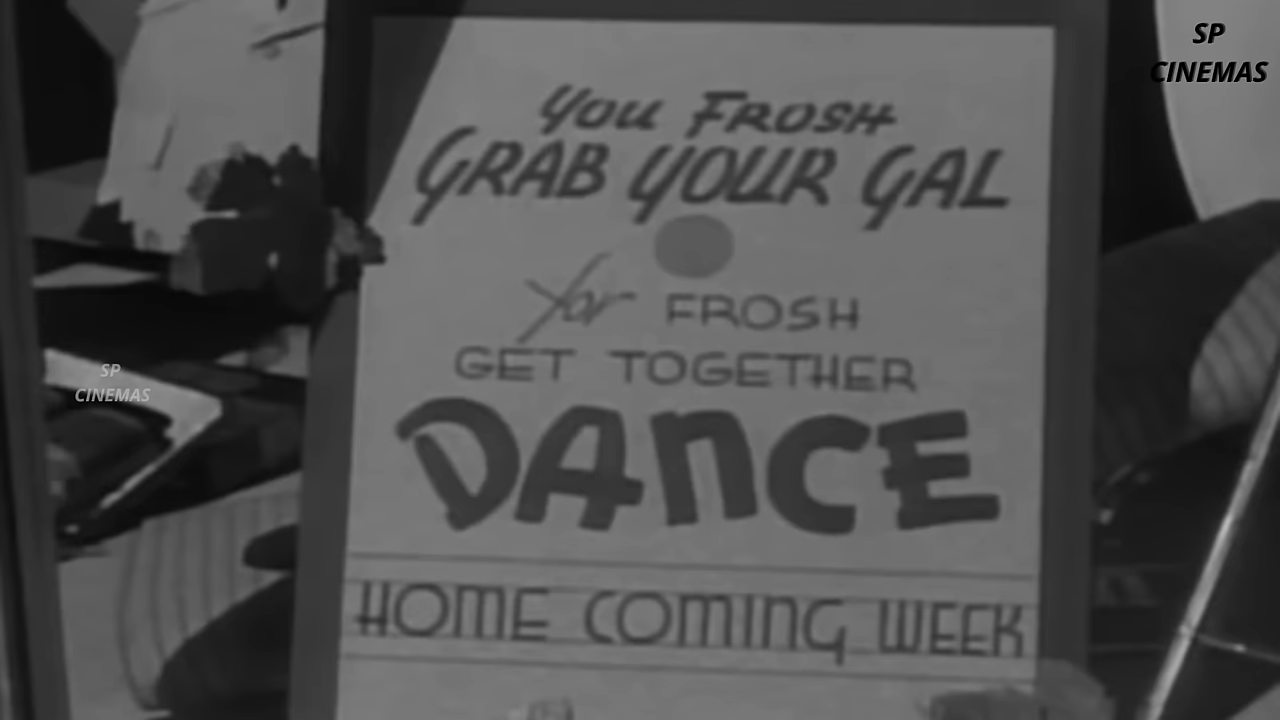 You FROSH
GRAB YOUR GAL
for FROSH
GET TOGETHER
DANCE
HOME COMING WEEK
SP
CINEMAS
SP
CINEMAS